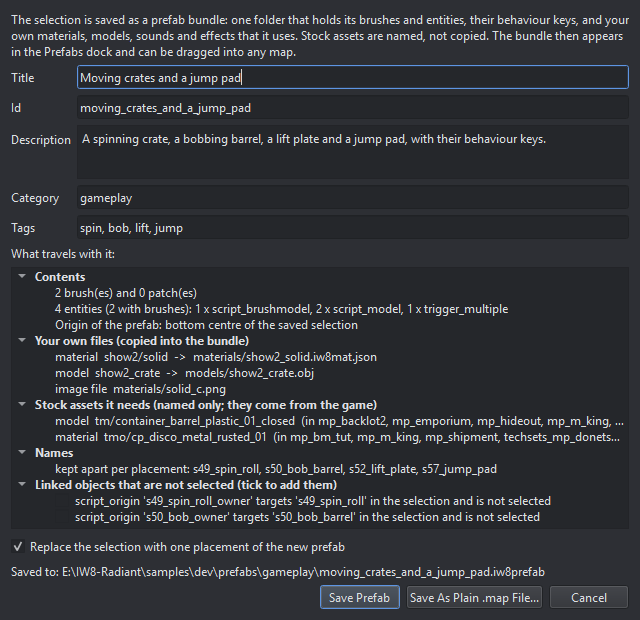 The selection is saved as a prefab bundle: one folder that holds its brushes and entities, their behaviour keys, and your
own materials, models, sounds and effects that it uses. Stock assets are named, not copied. The bundle then appears
in the Prefabs dock and can be dragged into any map.
Title Moving crates and a jump pad
Id moving_crates_and_a_jump_pad
Description A spinning crate, a bobbing barrel, a lift plate and a jump pad, with their behaviour keys.
Category gameplay
Tags spin, bob, lift, jump
What travels with it:
Contents
2 brush(es) and 0 patch(es)
4 entities (2 with brushes): 1 x script_brushmodel, 2 x script_model, 1 x trigger_multiple
Origin of the prefab: bottom centre of the saved selection
Your own files (copied into the bundle)
material show2/solid -> materials/show2_solid.iw8mat.json
model show2_crate -> models/show2_crate.obj
image file materials/solid_c.png
Stock assets it needs (named only; they come from the game)
model tm/container_barrel_plastic_01_closed (in mp_backlot2, mp_emporium, mp_hideout, mp_m_king, ...
material tmo/cp_disco_metal_rusted_01 (in mp_bm_tut, mp_m_king, mp_shipment, techsets_mp_donets...
Names
kept apart per placement: s49_spin_roll, s50_bob_barrel, s52_lift_plate, s57_jump_pad
Linked objects that are not selected (tick to add them)
script_origin 's49_spin_roll_owner' targets 's49_spin_roll' in the selection and is not selected
script_origin 's50_bob_owner' targets 's50_bob_barrel' in the selection and is not selected
Replace the selection with one placement of the new prefab
Saved to: E:\IW8-Radiant\samples\dev\prefabs\gameplay\moving_crates_and_a_jump_pad.iw8prefab
Save Prefab Save As Plain .map File... Cancel